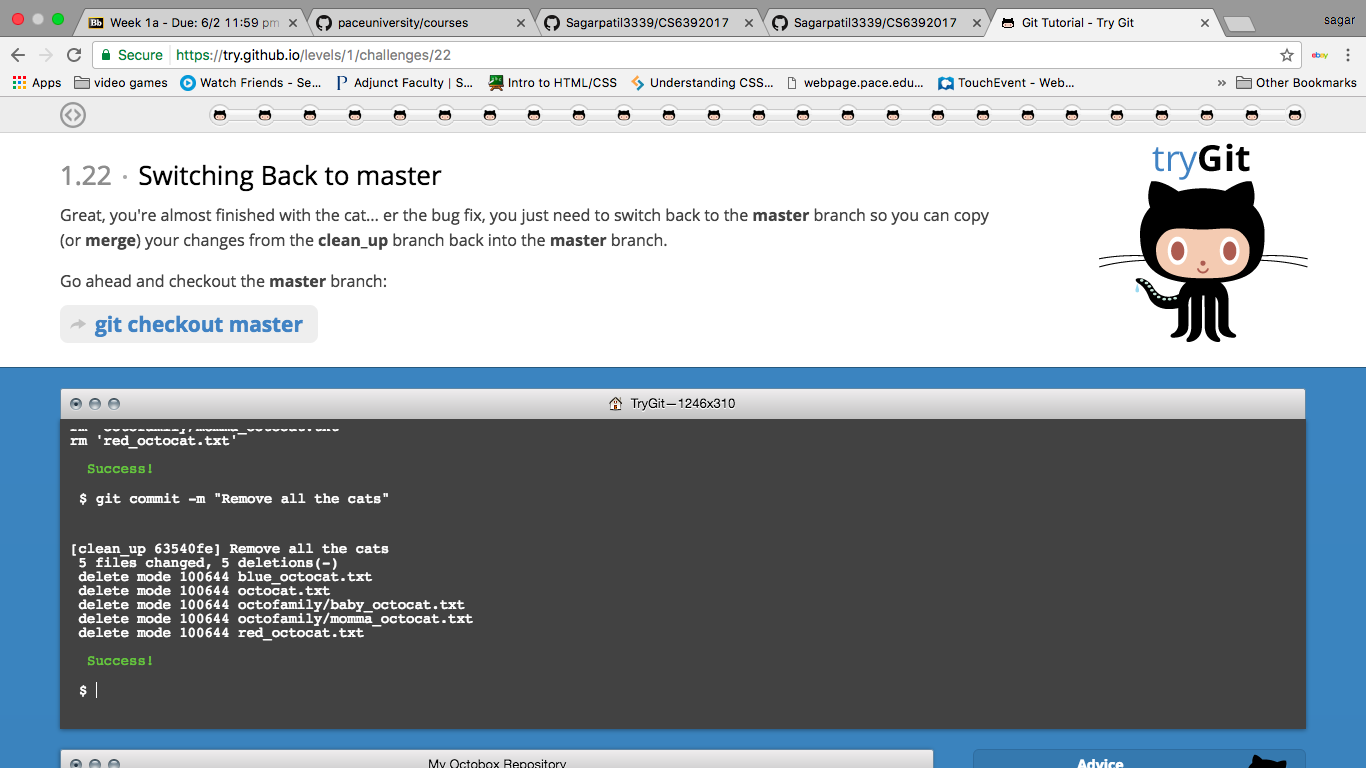 Week 1a - Due: 6/2 11:59 pm
paceuniversity/courses
Sagarpatil3339/CS6392017
Sagarpatil3339/CS6392017
Git Tutorial - Try Git
sagar
Secure https://try.github.io/levels/1/challenges/22
ebay
Apps video games Watch Friends - Se... Adjunct Faculty | S... Intro to HTML/CSS Understanding CSS... webpage.pace.edu... TouchEvent - Web... » Other Bookmarks
tryGit
1.22 · Switching Back to master
Great, you're almost finished with the cat... er the bug fix, you just need to switch back to the master branch so you can copy
(or merge) your changes from the clean_up branch back into the master branch.
Go ahead and checkout the master branch:
git checkout master
TryGit—1246x310
rm 'octofamily/momma_octocat.txt'
rm 'red_octocat.txt'
Success!
$ git commit -m "Remove all the cats"
[clean_up 63540fe] Remove all the cats
5 files changed, 5 deletions(-)
delete mode 100644 blue_octocat.txt
delete mode 100644 octocat.txt
delete mode 100644 octofamily/baby_octocat.txt
delete mode 100644 octofamily/momma_octocat.txt
delete mode 100644 red_octocat.txt
Success!
$
My Octobox Repository
Advice